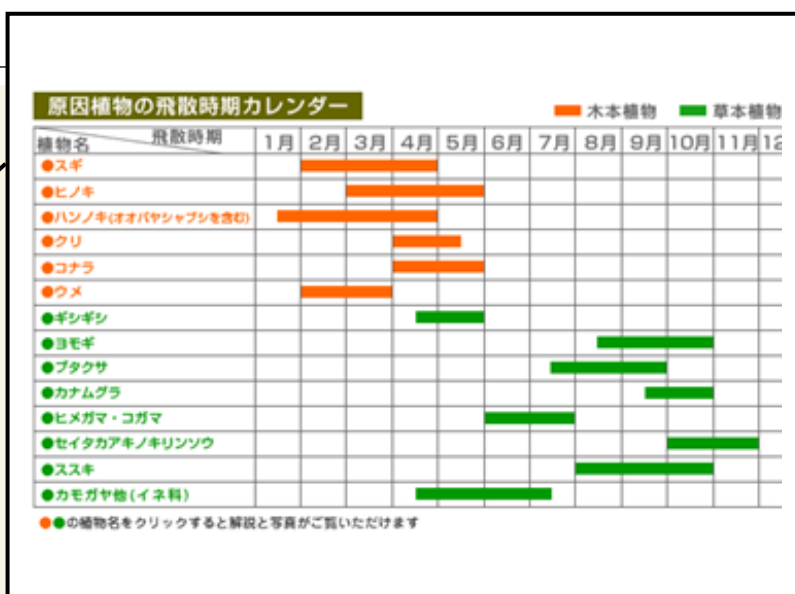 原因植物の飛散時期カレンダー
木本植物 草本植物
植物名 飛散時期 1月 2月 3月 4月 5月 6月 7月 8月 9月 10月 11月 12
●スギ
●ヒノキ
●ハンノキ(オオバヤシャブシを含む)
●クリ
●コナラ
●ウメ
●ギシギシ
●ヨモギ
●ブタクサ
●カナムグラ
●ヒメガマ・コガマ
●セイタカアキノキリンソウ
●ススキ
●カモガヤ他(イネ科)
●●の植物名をクリックすると解説と写真がご覧いただけます